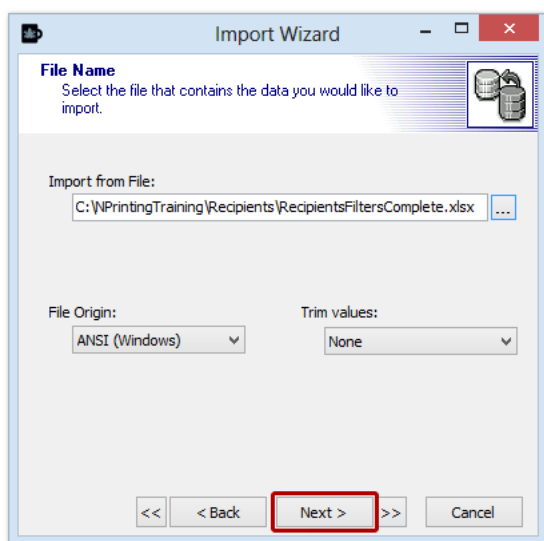 Import Wizard
File Name
Select the file that contains the data you would like to
import.
Import from File:
C:\NPrintingTraining\Recipients\RecipientsFiltersComplete.xlsx ...
File Origin: Trim values:
ANSI (Windows) None
<< < Back Next > >> Cancel